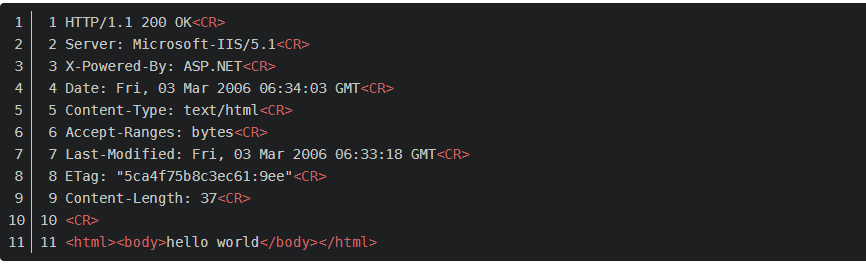 1 1 HTTP/1.1 200 OK<CR>
2 2 Server: Microsoft-IIS/5.1<CR>
3 3 X-Powered-By: ASP.NET<CR>
4 4 Date: Fri, 03 Mar 2006 06:34:03 GMT<CR>
5 5 Content-Type: text/html<CR>
6 6 Accept-Ranges: bytes<CR>
7 7 Last-Modified: Fri, 03 Mar 2006 06:33:18 GMT<CR>
8 8 ETag: "5ca4f75b8c3ec61:9ee"<CR>
9 9 Content-Length: 37<CR>
10 10 <CR>
11 11 <html><body>hello world</body></html>